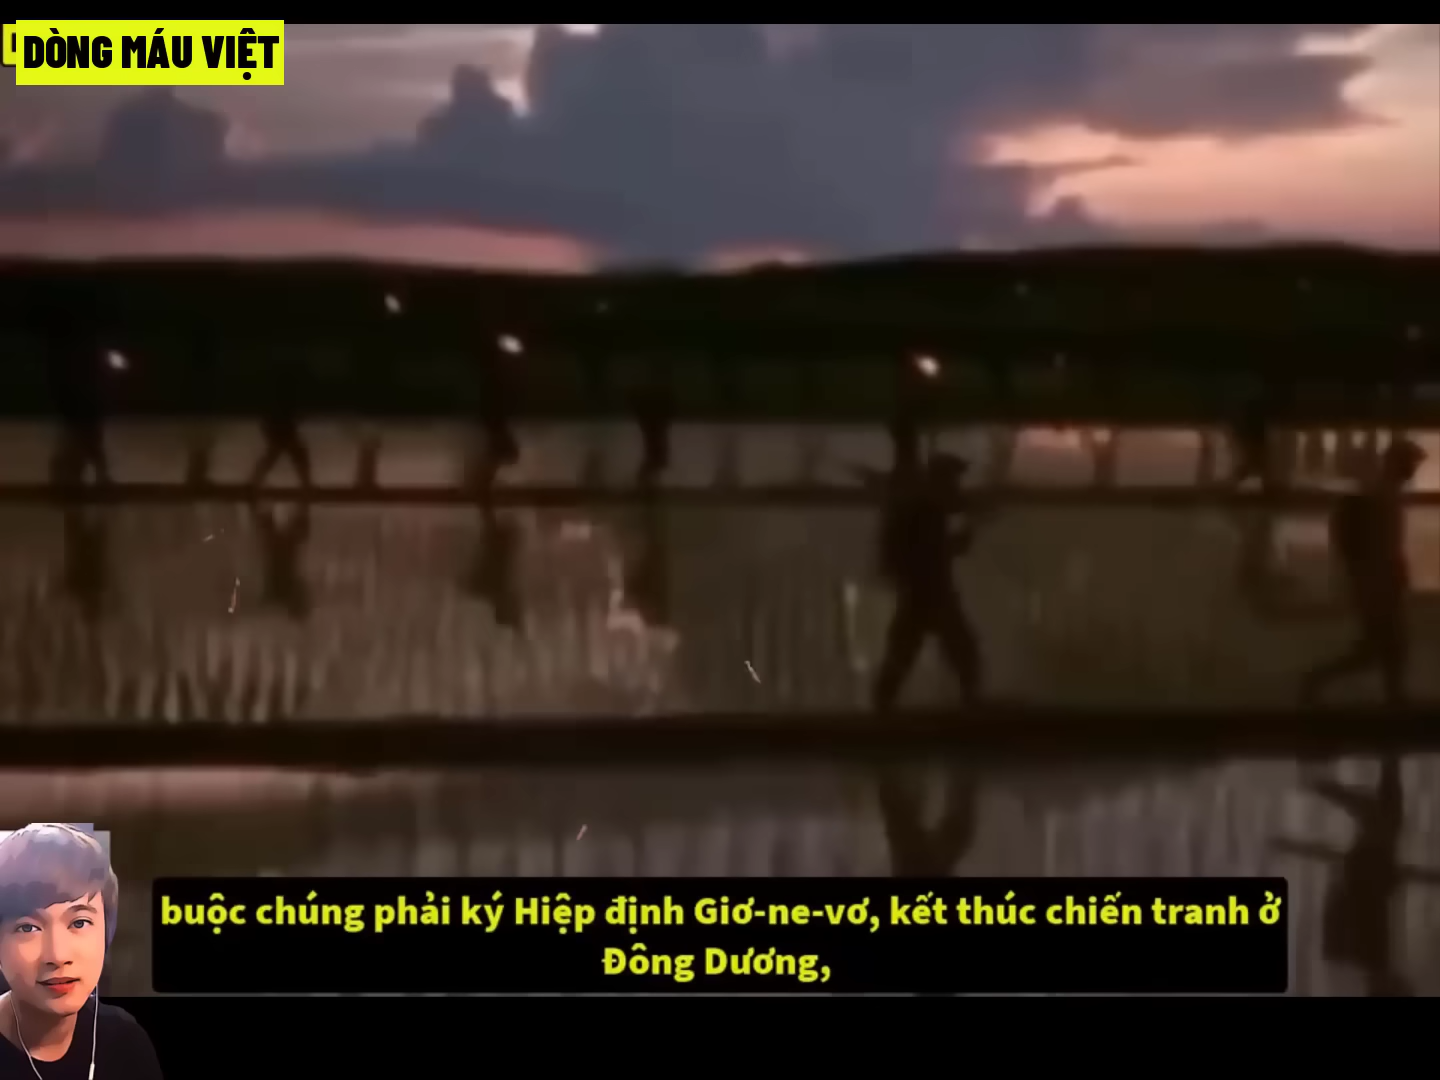 DÒNG MÁU VIỆT
buộc chúng phải ký Hiệp định Giơ-ne-vơ, kết thúc chiến tranh ở
Đông Dương,